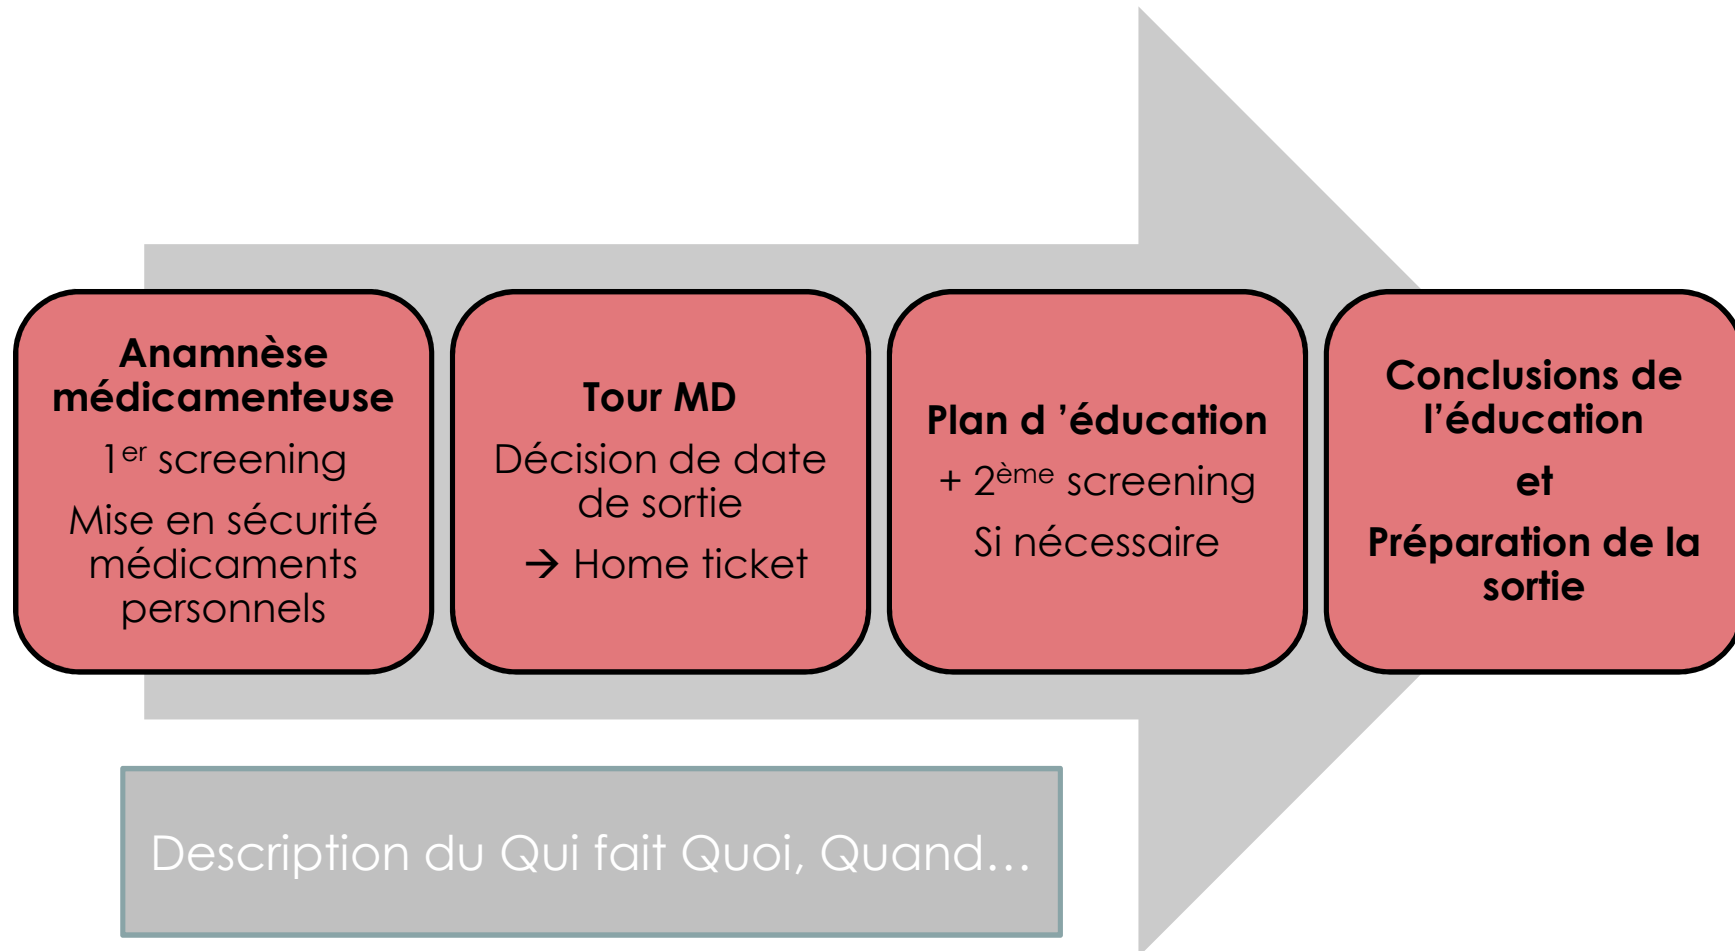 Anamnèse
médicamenteuse
1er screening
Mise en sécurité
médicaments
personnels
Tour MD
Décision de date
de sortie
→ Home ticket
Plan d ’éducation
+ 2ème screening
Si nécessaire
Conclusions de
l’éducation
et
Préparation de la
sortie
Description du Qui fait Quoi, Quand…